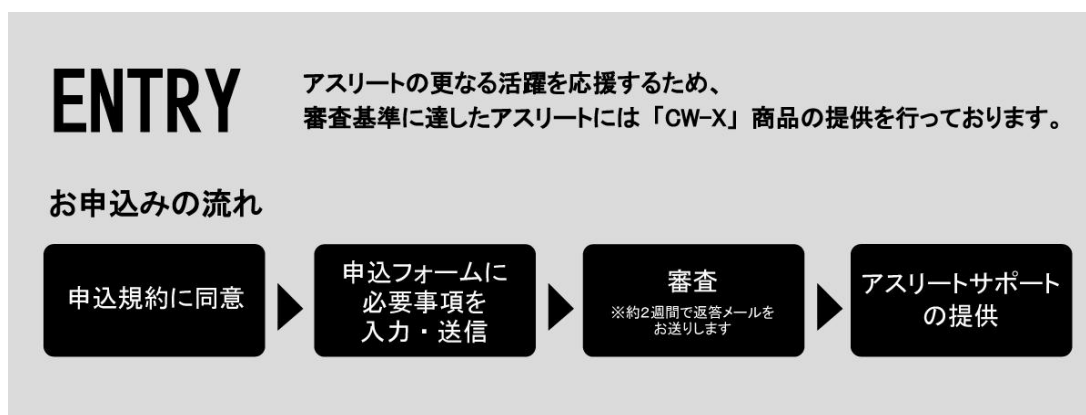 ENTRY
アスリートの更なる活躍を応援するため、
審査基準に達したアスリートには「CW-X」商品の提供を行っております。
お申込みの流れ
申込規約に同意
申込フォームに
必要事項を
入力・送信
審査
※約2週間で返答メールを
お送りします
アスリートサポート
の提供